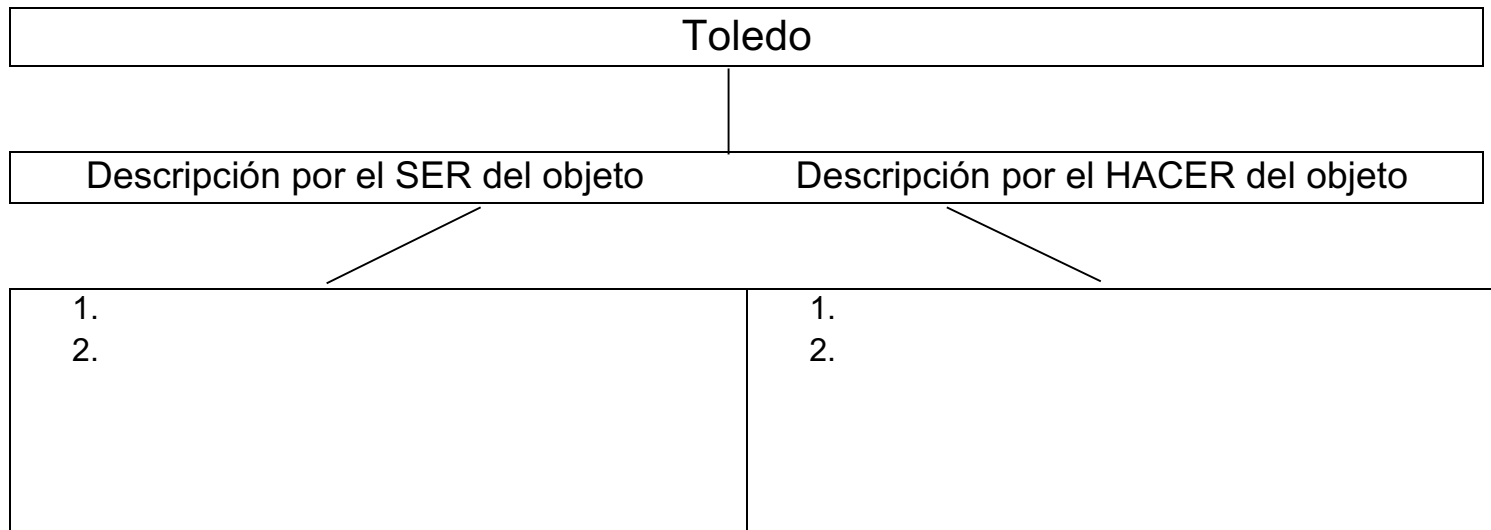 Toledo
Descripción por el SER del objeto
Descripción por el HACER del objeto
1.
2.
1.
2.